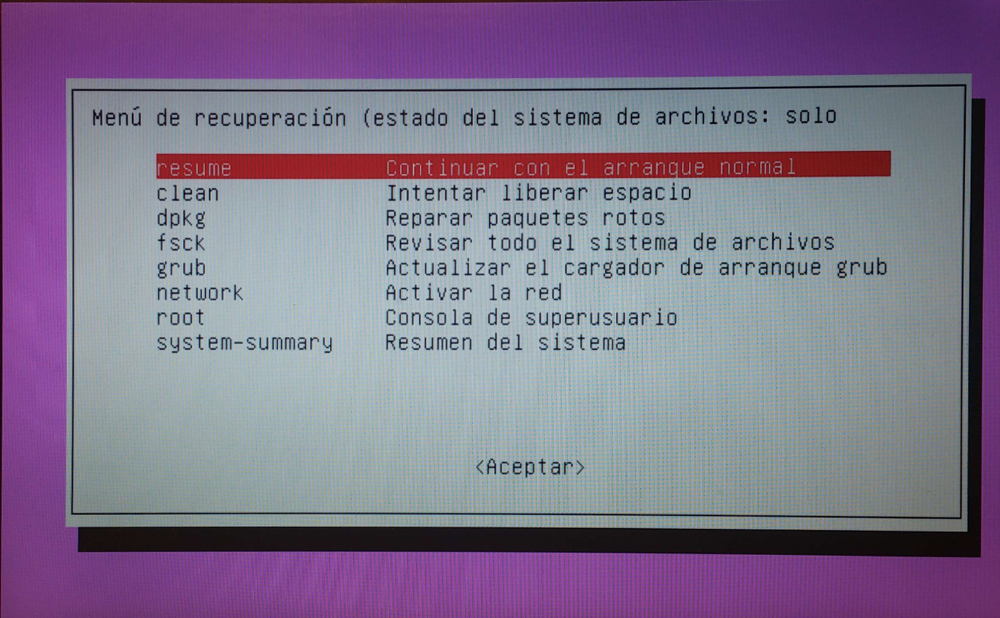 Menú de recuperación (estado del sistema de archivos: solo
resume Continuar con el arranque normal
clean Intentar liberar espacio
dpkg Reparar paquetes rotos
fsck Revisar todo el sistema de archivos
grub Actualizar el cargador de arranque grub
network Activar la red
root Consola de superusuario
system-summary Resumen del sistema
<Aceptar>